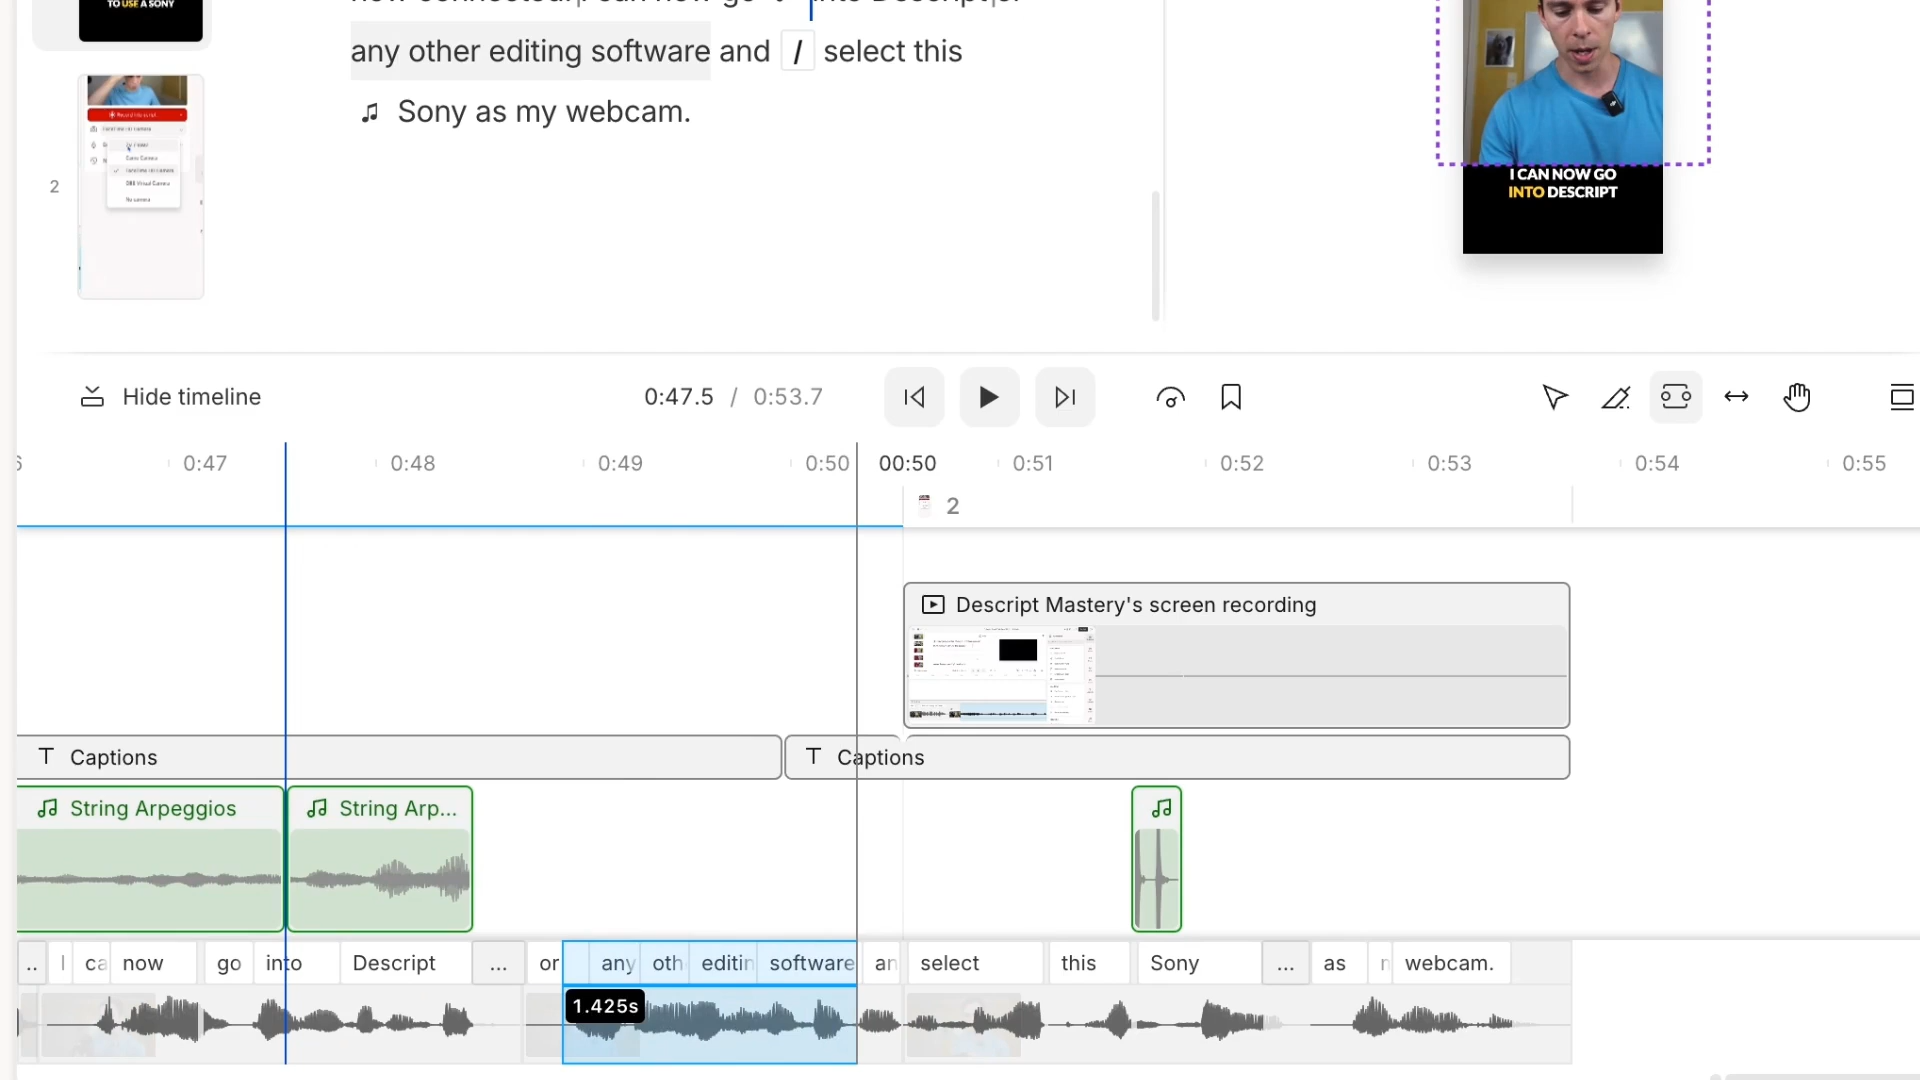 TO USE A SONY
any other editing software and / select this
Sony as my webcam.
2
I CAN NOW GO
INTO DESCRIPT
Hide timeline
0:47.5 / 0:53.7
0:47
0:48
0:49
0:50
00:50
0:51
0:52
0:53
0:54
0:55
2
Descript Mastery's screen recording
Captions
Captions
String Arpeggios
String Arp...
.. I ca now go into Descript ... or any oth editin software an select this Sony ... as webcam.
1.425s